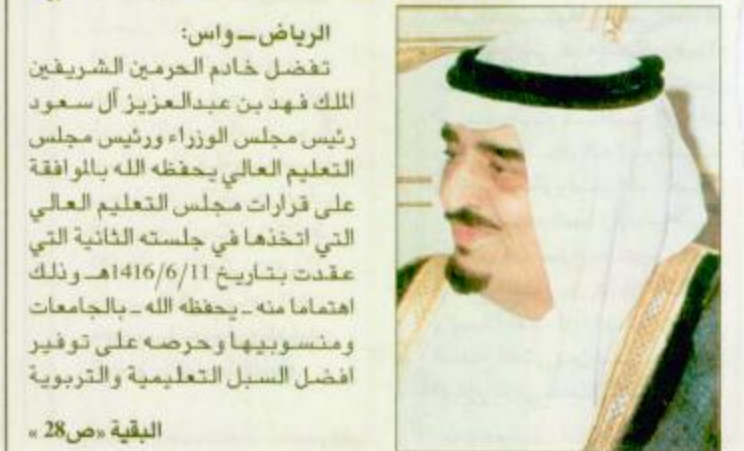 الرياض ـ واس:
تفضل خادم الحرمين الشريفين
الملك فهد بن عبدالعزيز آل سعود
رئيس مجلس الوزراء ورئيس مجلس
التعليم العالي يحفظه الله بالموافقة
على قرارات مجلس التعليم العالي
التي اتخذها في جلسته الثانية التي
عقدت بتاريخ 1416/6/11هـ وذلك
اهتماما منه ـ يحفظه الله ـ بالجامعات
ومنسوبيها وحرصه على توفير
افضل السبل التعليمية والتربوية
البقية «ص28»